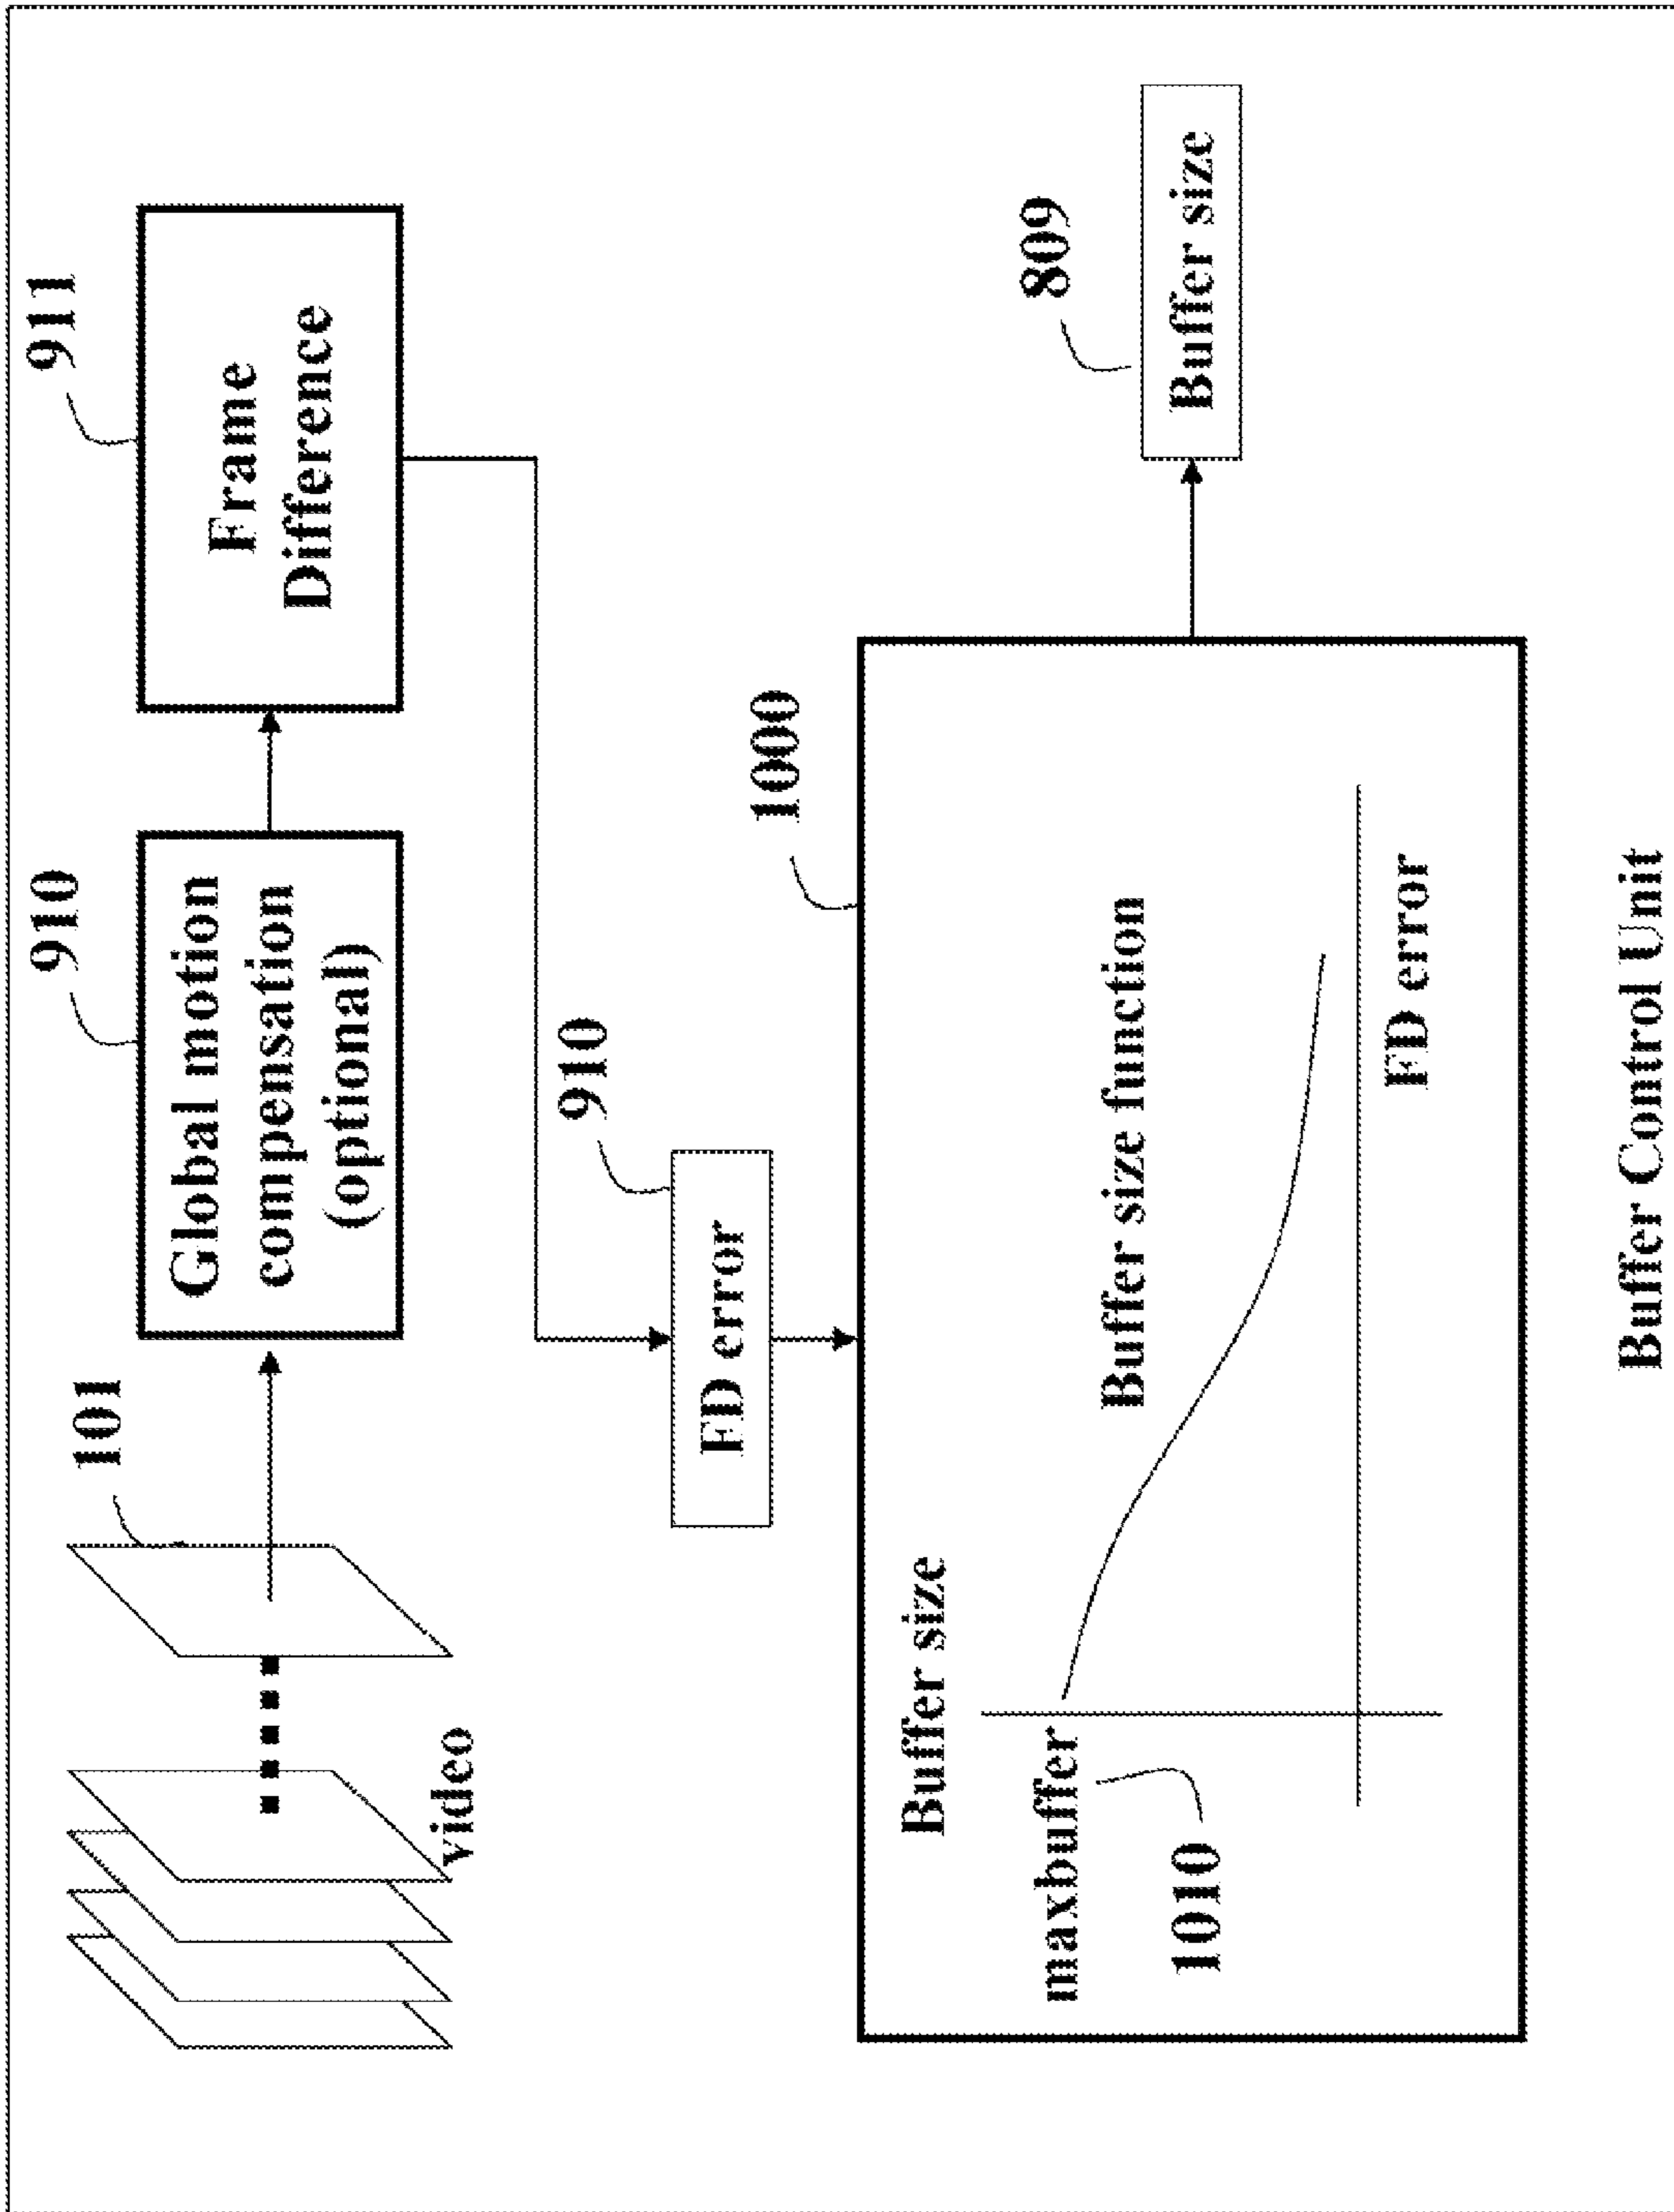 101
910
911
Global motion
compensation
(optional)
Frame
Difference
video
910
FD error
1000
809
Buffer size
Buffer size
maxbuffer
1010
Buffer size function
FD error
Buffer Control Unit